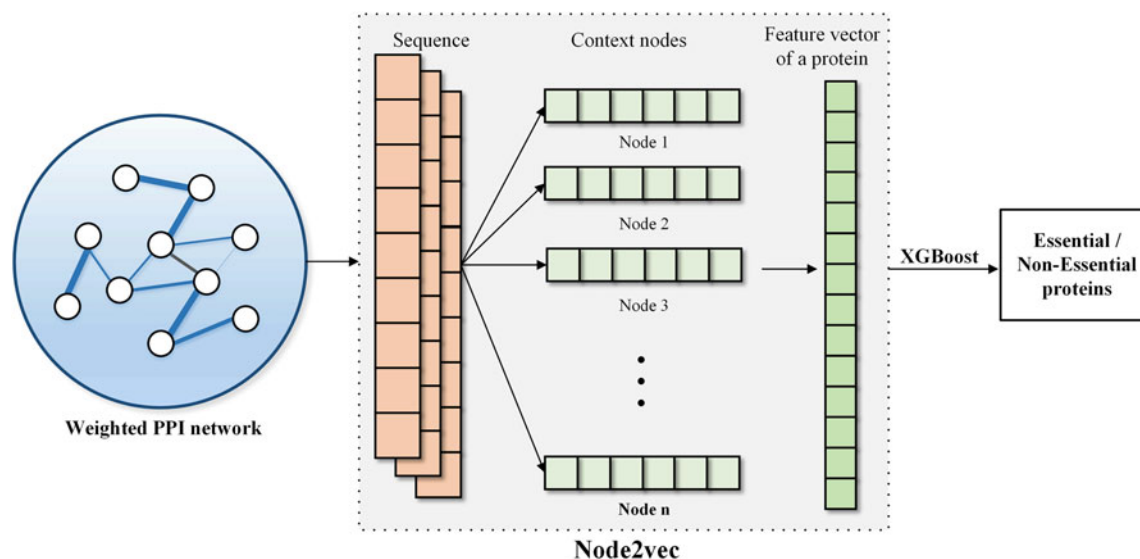 Sequence
Context nodes
Feature vector
of a protein
Node 1
Node 2
Node 3
Node n
XGBoost
Essential /
Non-Essential
proteins
Weighted PPI network
Node2vec